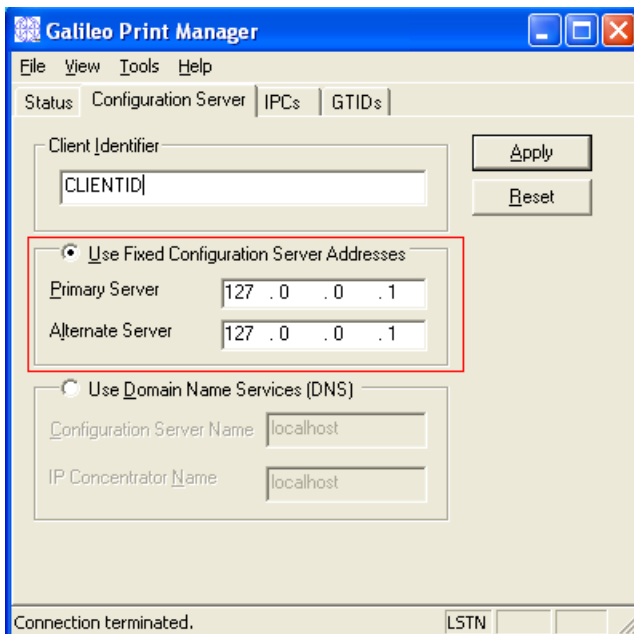 Galileo Print Manager
File View Tools Help
Status Configuration Server IPCs GTIDs
Client Identifier
CLIENTID
Apply
Reset
Use Fixed Configuration Server Addresses
Primary Server 127 . 0 . 0 . 1
Alternate Server 127 . 0 . 0 . 1
Use Domain Name Services (DNS)
Configuration Server Name localhost
IP Concentrator Name localhost
Connection terminated. LSTN